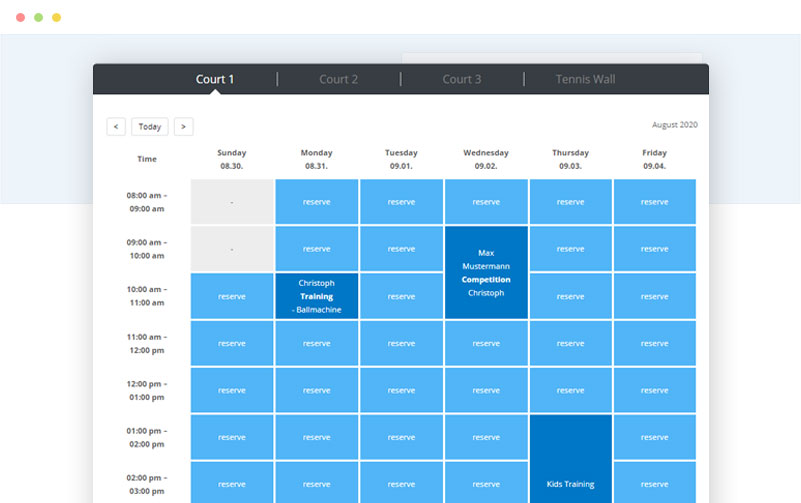 Court 1 | Court 2 | Court 3 | Tennis Wall
< Today > August 2020
Time Sunday Monday Tuesday Wednesday Thursday Friday
08.30. 08.31. 09.01. 09.02. 09.03. 09.04.
08:00 am –
09:00 am
- reserve reserve reserve reserve reserve
09:00 am –
10:00 am
- reserve reserve reserve reserve
Max
Mustermann
Competition
Christoph
10:00 am –
11:00 am
reserve
Christoph
Training
- Ballmachine
reserve reserve reserve
11:00 am –
12:00 pm
reserve reserve reserve reserve reserve reserve
12:00 pm –
01:00 pm
reserve reserve reserve reserve reserve reserve
01:00 pm –
02:00 pm
reserve reserve reserve reserve reserve
02:00 pm –
03:00 pm
reserve reserve reserve reserve Kids Training reserve